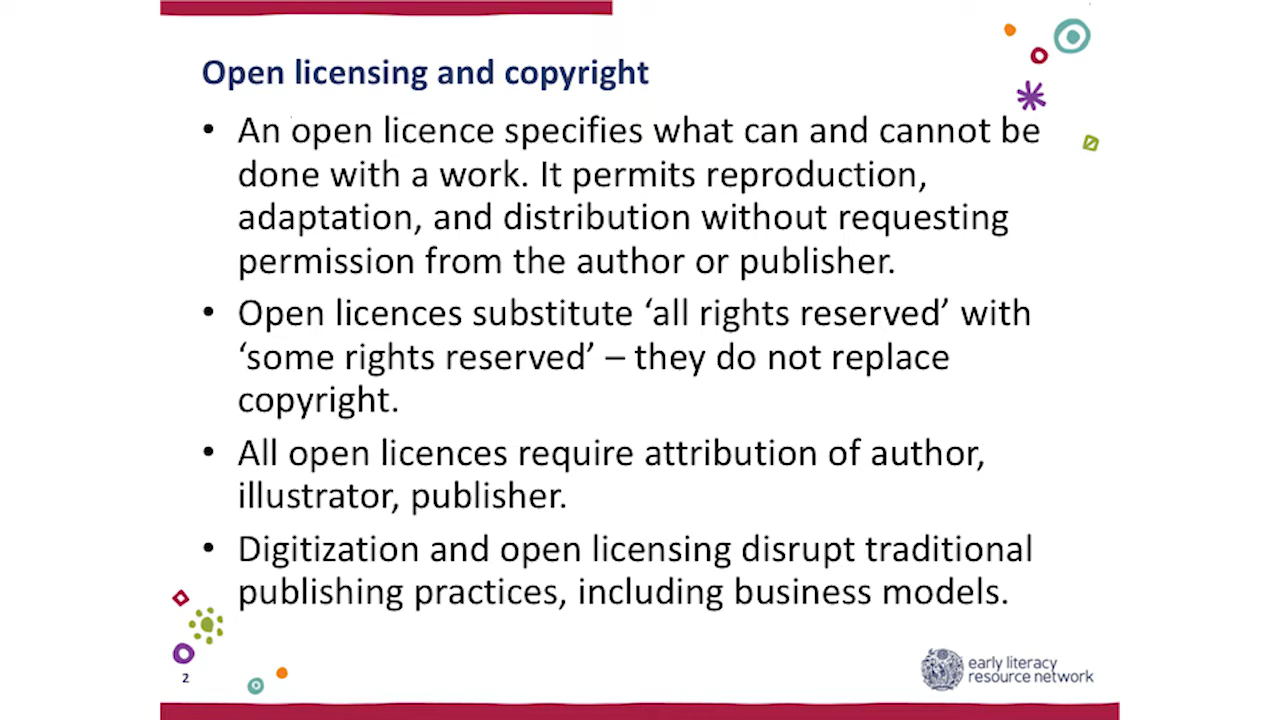 Open licensing and copyright
• An open licence specifies what can and cannot be
done with a work. It permits reproduction,
adaptation, and distribution without requesting
permission from the author or publisher.
• Open licences substitute ‘all rights reserved’ with
‘some rights reserved’ – they do not replace
copyright.
• All open licences require attribution of author,
illustrator, publisher.
• Digitization and open licensing disrupt traditional
publishing practices, including business models.
2
early literacy
resource network